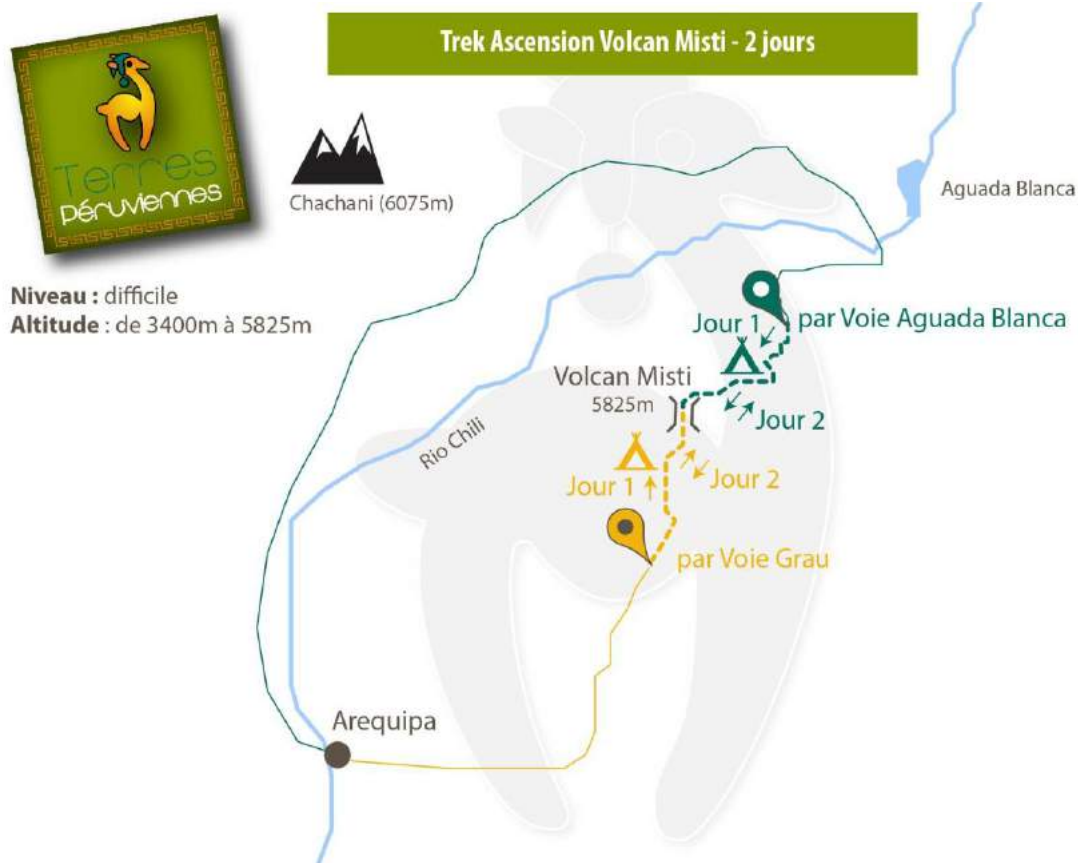 Trek Ascension Volcan Misti - 2 jours
Terres
Péruviennes
Chachani (6075m)
Aguada Blanca
Niveau : difficile
Altitude : de 3400m à 5825m
Jour 1
par Voie Aguada Blanca
Volcan Misti
5825m
Jour 2
Rio Chili
Jour 1
Jour 2
par Voie Grau
Arequipa